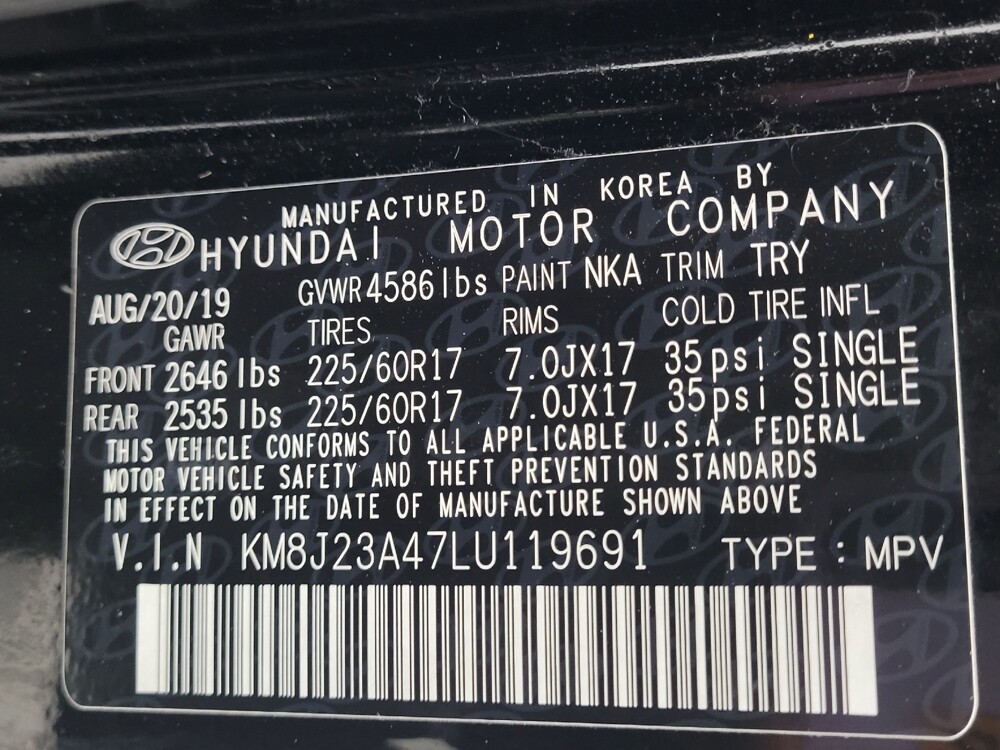 MANUFACTURED IN KOREA BY
HYUNDAI MOTOR COMPANY
AUG/20/19 GVWR 4586 lbs PAINT NKA TRIM TRY
GAWR TIRES RIMS COLD TIRE INFL
FRONT 2646 lbs 225/60R17 7.0JX17 35psi SINGLE
REAR 2535 lbs 225/60R17 7.0JX17 35psi SINGLE
THIS VEHICLE CONFORMS TO ALL APPLICABLE U.S.A. FEDERAL
MOTOR VEHICLE SAFETY AND THEFT PREVENTION STANDARDS
IN EFFECT ON THE DATE OF MANUFACTURE SHOWN ABOVE
V.I.N KM8J23A47LU119691 TYPE : MPV